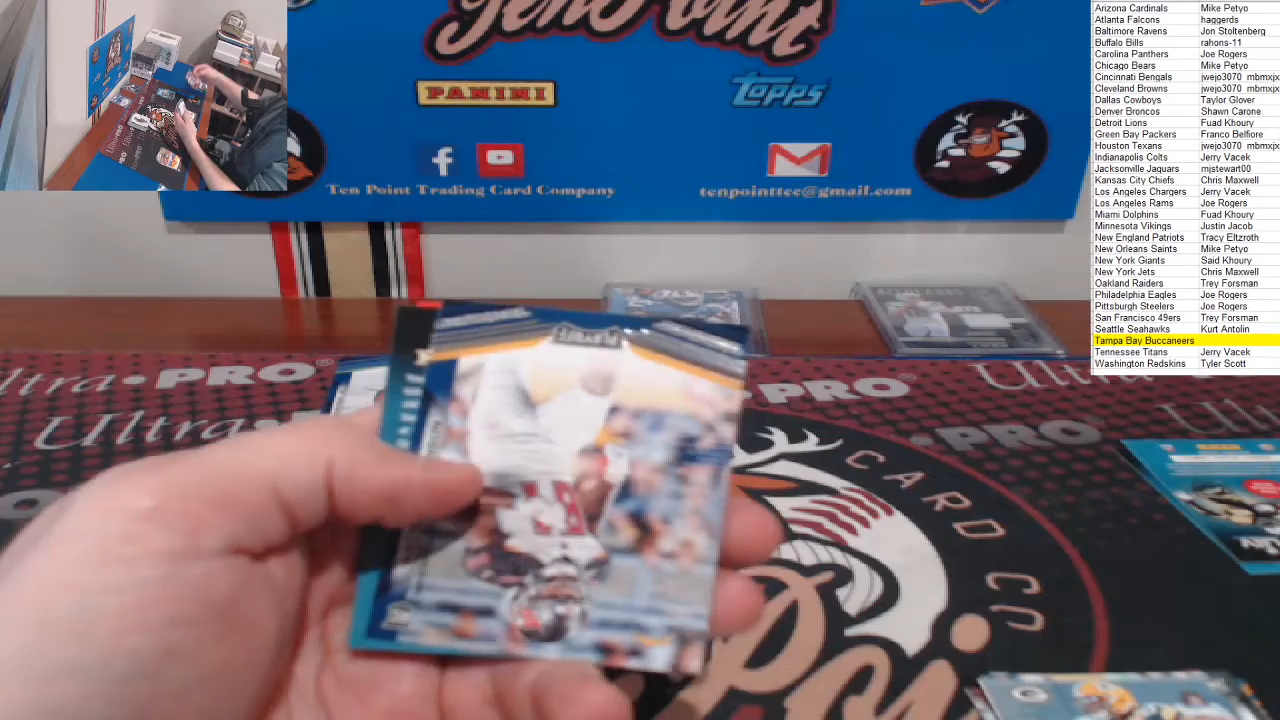 TenPoint
PANINI
topps
Ten Point Trading Card Company
tenpointtcc@gmail.com
Arizona Cardinals Mike Petyo
Atlanta Falcons haggerds
Baltimore Ravens Jon Stoltenberg
Buffalo Bills rahons-11
Carolina Panthers Joe Rogers
Chicago Bears Mike Petyo
Cincinnati Bengals jwejo3070 mbmxjx
Cleveland Browns jwejo3070 mbmxjx
Dallas Cowboys Taylor Glover
Denver Broncos Shawn Carone
Detroit Lions Fuad Khoury
Green Bay Packers Franco Belfiore
Houston Texans jwejo3070 mbmxjx
Indianapolis Colts Jerry Vacek
Jacksonville Jaguars mjstewart00
Kansas City Chiefs Chris Maxwell
Los Angeles Chargers Jerry Vacek
Los Angeles Rams Joe Rogers
Miami Dolphins Fuad Khoury
Minnesota Vikings Justin Jacob
New England Patriots Tracy Eltzroth
New Orleans Saints Mike Petyo
New York Giants Said Khoury
New York Jets Chris Maxwell
Oakland Raiders Trey Forsman
Philadelphia Eagles Joe Rogers
Pittsburgh Steelers Joe Rogers
San Francisco 49ers Trey Forsman
Seattle Seahawks Kurt Antolin
Tampa Bay Buccaneers
Tennessee Titans Jerry Vacek
Washington Redskins Tyler Scott
Ultra·PRO
Ultra·PRO
CARD CO